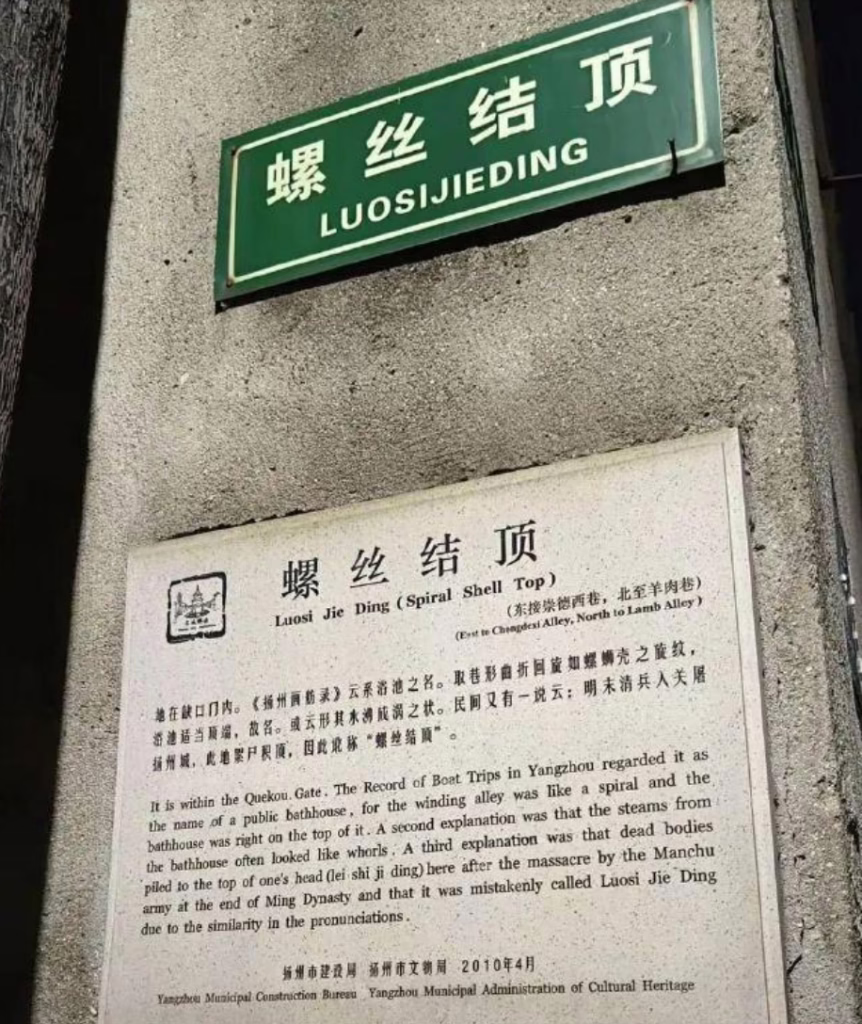 螺丝结顶
LUOSIJIEDING
螺丝结顶
Luosi Jie Ding (Spiral Shell Top)
(东接崇德西巷，北至羊肉巷)
(East to Chongdexi Alley, North to Lamb Alley)
地在缺口门内。《扬州画舫录》云系浴池之名。取巷形曲折回旋如螺蛳壳之旋纹，
浴池适当顶端，故名。或云形其水沸成涡之状。民间又有一说云：明末清兵入关屠
扬州城，此地累尸积顶，因此讹称“螺丝结顶”。
It is within the Quekou Gate. The Record of Boat Trips in Yangzhou regarded it as
the name of a public bathhouse, for the winding alley was like a spiral and the
bathhouse was right on the top of it. A second explanation was that the steams from
the bathhouse often looked like whorls. A third explanation was that dead bodies
piled to the top of one's head (lei shi ji ding) here after the massacre by the Manchu
army at the end of Ming Dynasty and that it was mistakenly called Luosi Jie Ding
due to the similarity in the pronunciations.
扬州市建设局 扬州市文物局 2010年4月
Yangzhou Municipal Construction Bureau Yangzhou Municipal Administration of Cultural Heritage